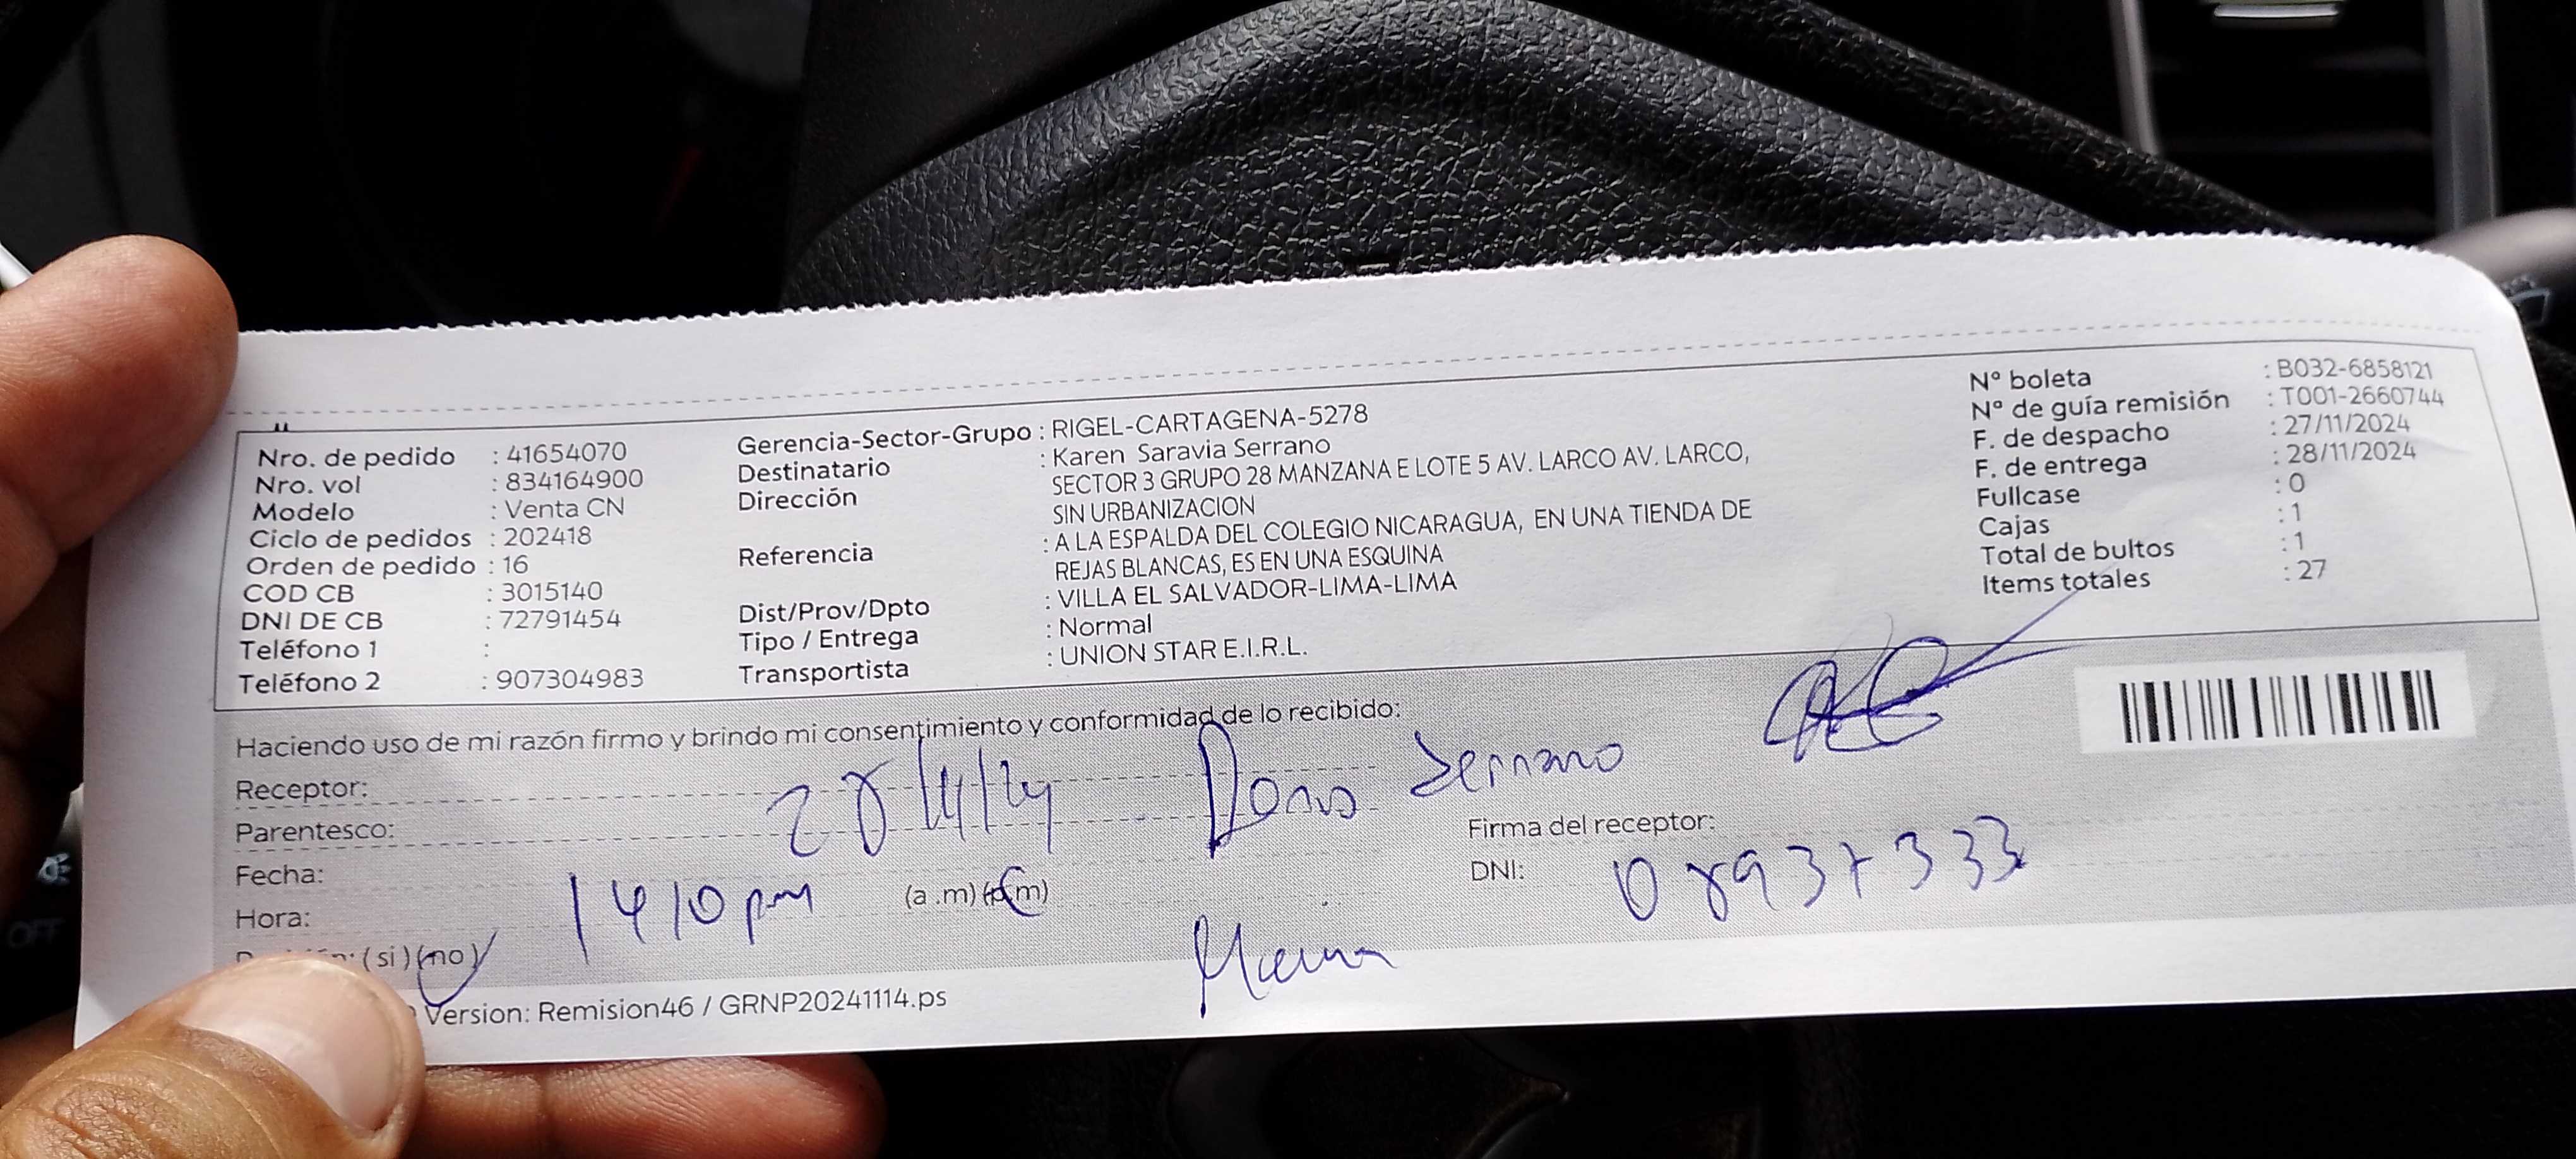 Nro. de pedido : 41654070
Nro. vol : 834164900
Modelo : Venta CN
Ciclo de pedidos : 202418
Orden de pedido : 16
COD CB : 3015140
DNI DE CB : 72791454
Teléfono 1 :
Teléfono 2 : 907304983
Gerencia-Sector-Grupo : RIGEL-CARTAGENA-5278
Destinatario : Karen Saravia Serrano
Dirección SECTOR 3 GRUPO 28 MANZANA E LOTE 5 AV. LARCO AV. LARCO,
SIN URBANIZACION
Referencia : A LA ESPALDA DEL COLEGIO NICARAGUA, EN UNA TIENDA DE
REJAS BLANCAS, ES EN UNA ESQUINA
Dist/Prov/Dpto : VILLA EL SALVADOR-LIMA-LIMA
Tipo / Entrega : Normal
Transportista : UNION STAR E.I.R.L.
N° boleta : B032-6858121
N° de guía remisión : T001-2660744
F. de despacho : 27/11/2024
F. de entrega : 28/11/2024
Fullcase : 0
Cajas : 1
Total de bultos : 1
Items totales : 27
Haciendo uso de mi razón firmo y brindo mi consentimiento y conformidad de lo recibido:
Receptor: Serrano
Parentesco: 28/11/24
Firma del receptor:
Fecha:
DNI: 08937333
Hora: 1410 pm (a.m) (p.m)
(si) (no)
Version: Remision46 / GRNP20241114.ps